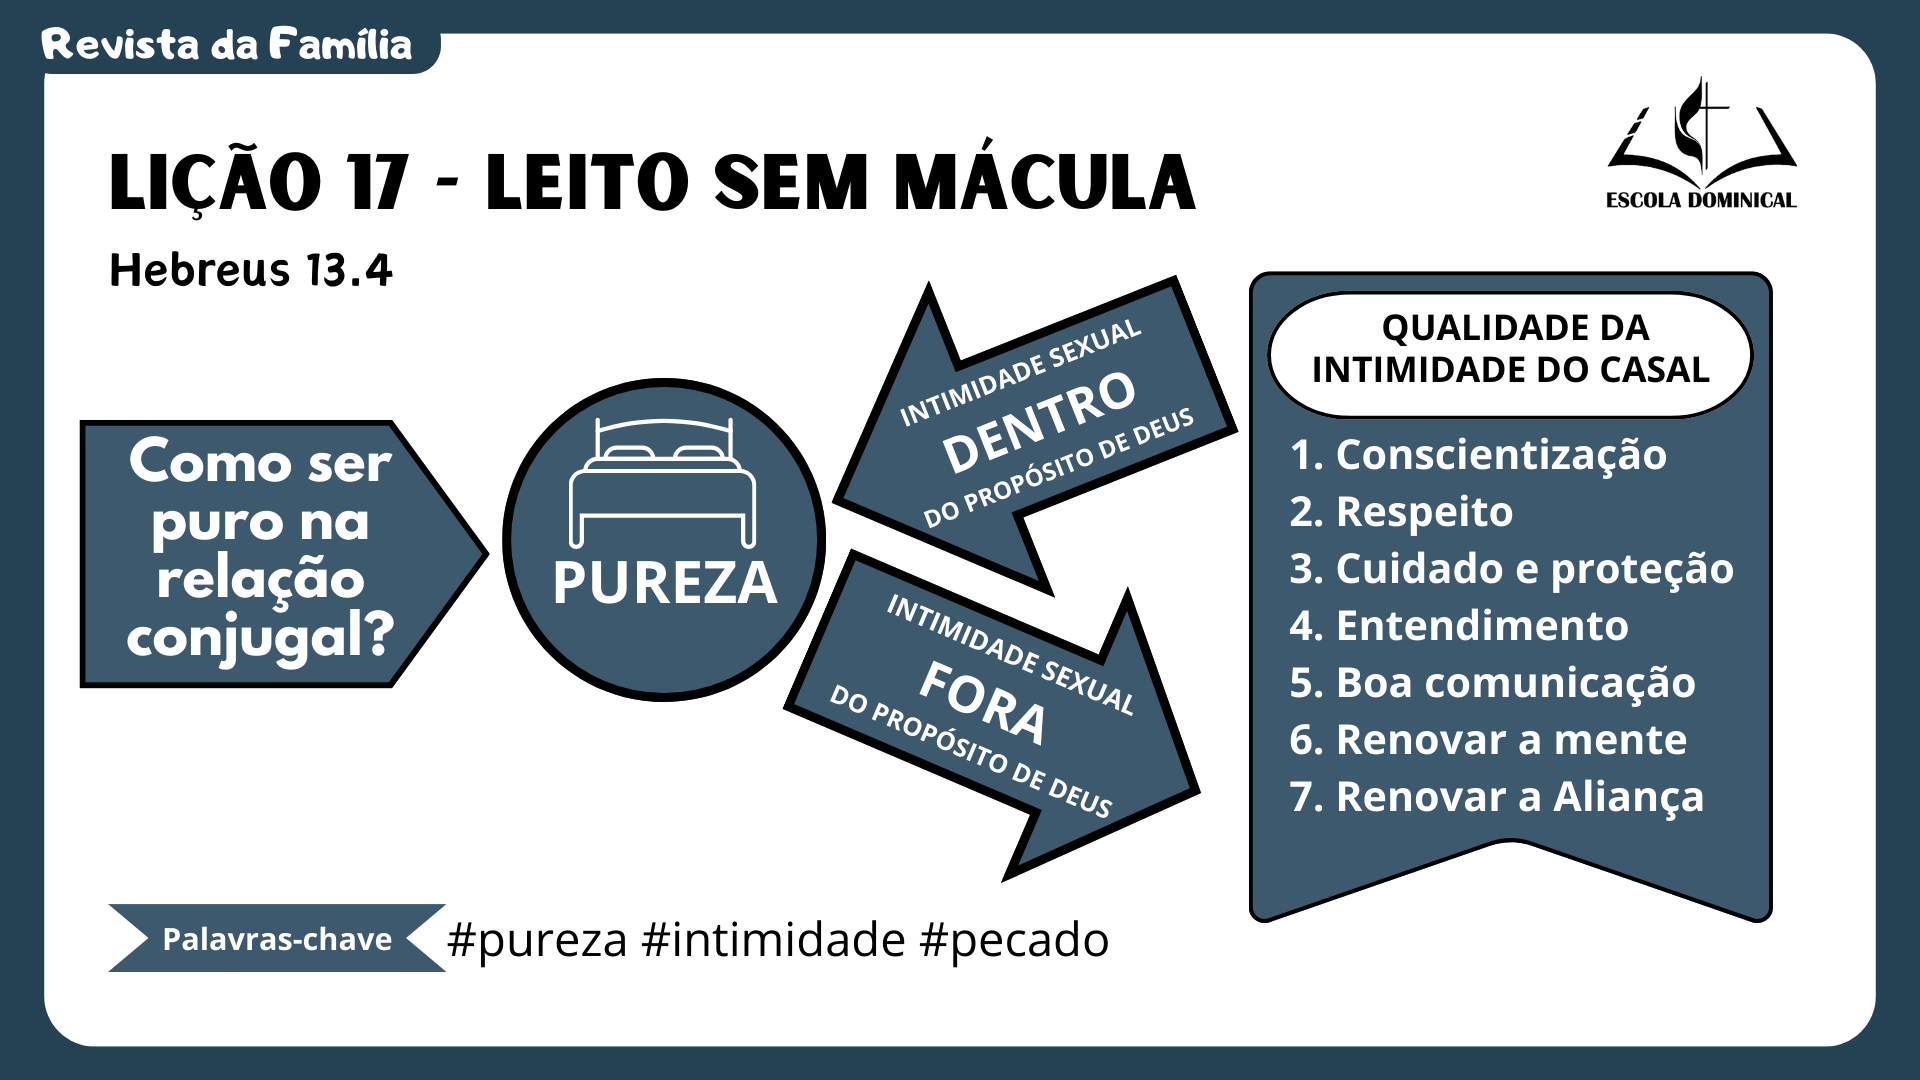 Revista da Família
ESCOLA DOMINICAL
LIÇÃO 17 - LEITO SEM MÁCULA
Hebreus 13.4
Como ser
puro na
relação
conjugal?
PUREZA
INTIMIDADE SEXUAL
DENTRO
DO PROPÓSITO DE DEUS
INTIMIDADE SEXUAL
FORA
DO PROPÓSITO DE DEUS
QUALIDADE DA
INTIMIDADE DO CASAL
1. Conscientização
2. Respeito
3. Cuidado e proteção
4. Entendimento
5. Boa comunicação
6. Renovar a mente
7. Renovar a Aliança
Palavras-chave
#pureza #intimidade #pecado